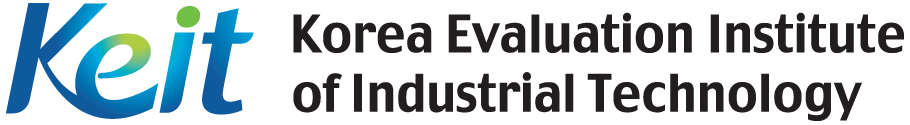 Keit
Korea Evaluation Institute
of Industrial Technology